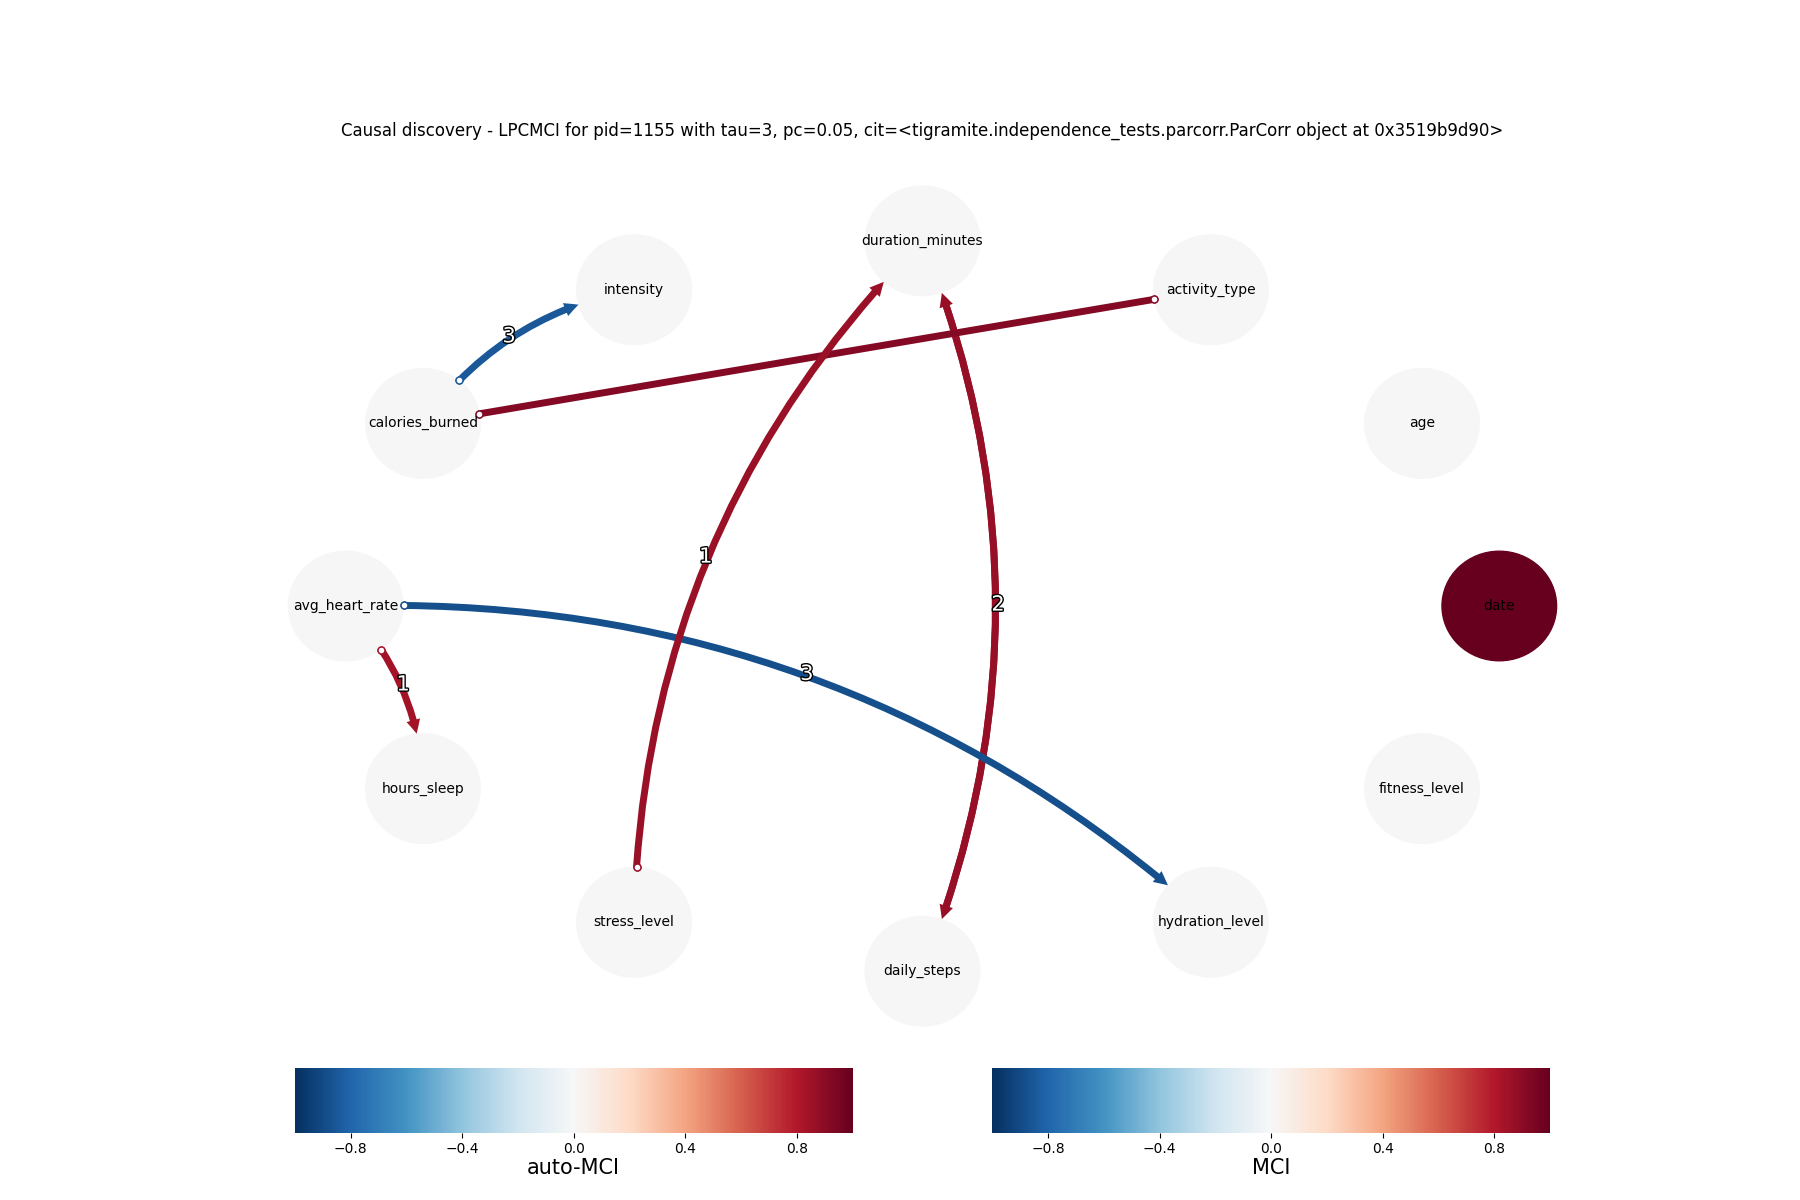 Causal discovery - LPCMCI for pid=1155 with tau=3, pc=0.05, cit=<tigramite.independence_tests.parcorr.ParCorr object at 0x3519b9d90>
duration_minutes
intensity
activity_type
3
calories_burned
age
1
2
date
avg_heart_rate
3
1
hours_sleep
fitness_level
stress_level
hydration_level
daily_steps
−0.8 −0.4 0.0 0.4 0.8
auto-MCI
−0.8 −0.4 0.0 0.4 0.8
MCI